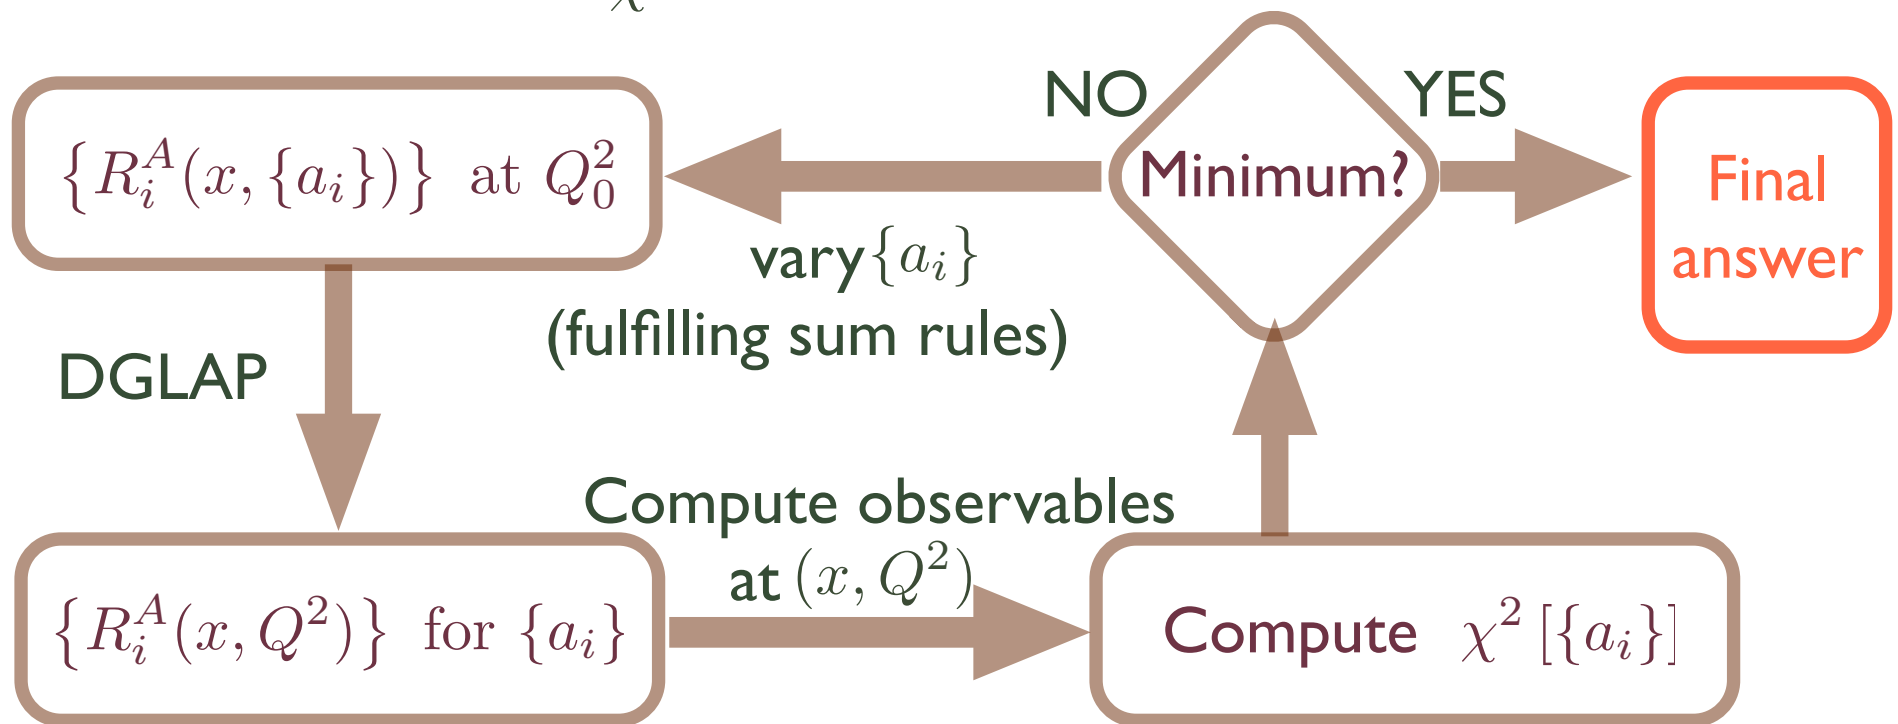 χ
NO
YES
{R_i^A(x, {a_i})} at Q_0^2
Minimum?
Final
answer
vary {a_i}
(fulfilling sum rules)
DGLAP
Compute observables
at (x, Q^2)
{R_i^A(x, Q^2)} for {a_i}
Compute χ^2 [{a_i}]